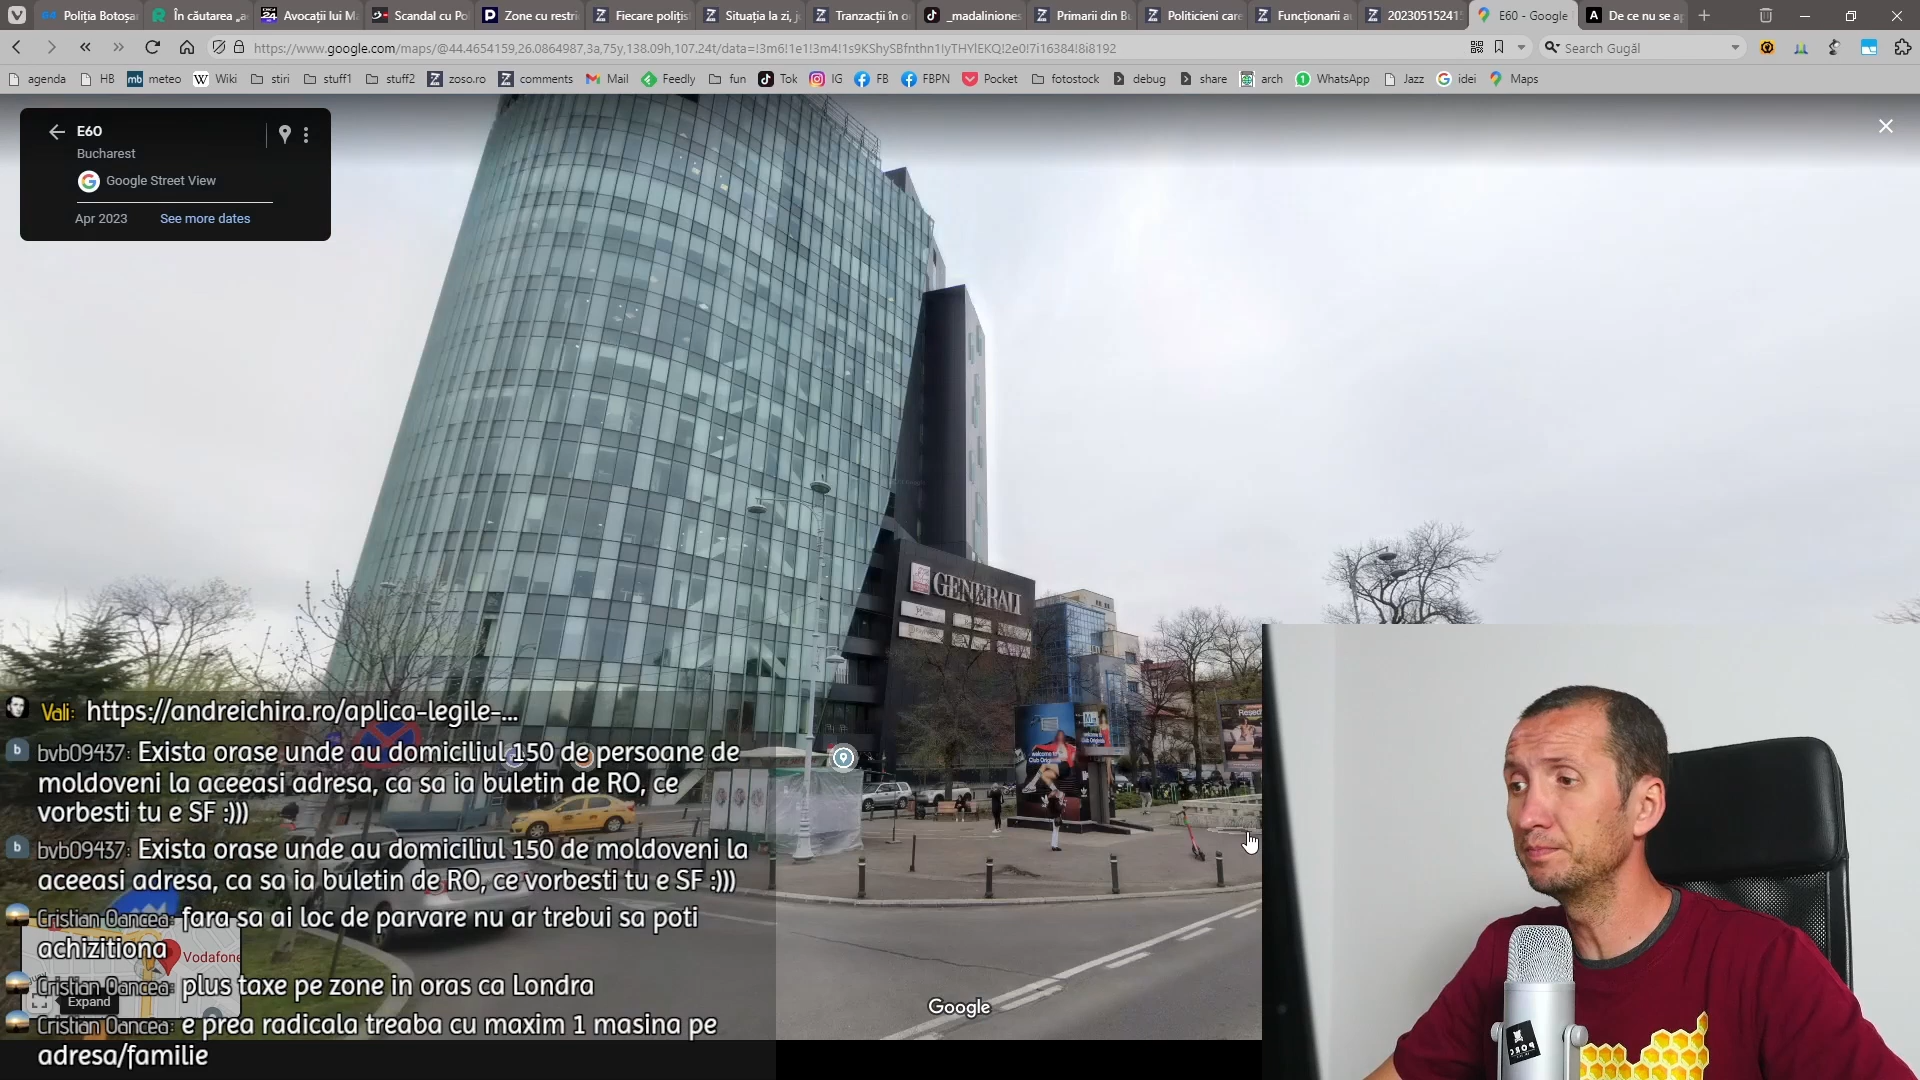 Poliția Botoșan
În căutarea „a
Avocații lui M
Scandal cu Po
Zone cu restri
Fiecare polițist
Situația la zi, j
Tranzacții în o
_madaliniones
Primarii din Bu
Politicieni care
Funcționarii a
20230515241
E60 - Google
De ce nu se a
https://www.google.com/maps/@44.4654159,26.0864987,3a,75y,138.09h,107.24t/data=!3m6!1e1!3m4!1s9KShySBfnthn1IyTHYlEKQ!2e0!7i16384!8i8192
Search Gugăl
agenda
HB
meteo
Wiki
stiri
stuff1
stuff2
zoso.ro
comments
Mail
Feedly
fun
Tok
IG
FB
FBPN
Pocket
fotostock
debug
share
arch
WhatsApp
Jazz
idei
Maps
E60
Bucharest
Google Street View
Apr 2023
See more dates
GENERALI
Vali: https://andreichira.ro/aplica-legile-...
bvb09437: Exista orase unde au domiciliul 150 de persoane de
moldoveni la aceeasi adresa, ca sa ia buletin de RO, ce
vorbesti tu e SF :)))
bvb09437: Exista orase unde au domiciliul 150 de moldoveni la
aceeasi adresa, ca sa ia buletin de RO, ce vorbesti tu e SF :)))
Cristian Oancea: fara sa ai loc de parvare nu ar trebui sa poti
achizitiona
Vodafone
Cristian Oancea: plus taxe pe zone in oras ca Londra
Expand
Cristian Oancea: e prea radicala treaba cu maxim 1 masina pe
adresa/familie
Google